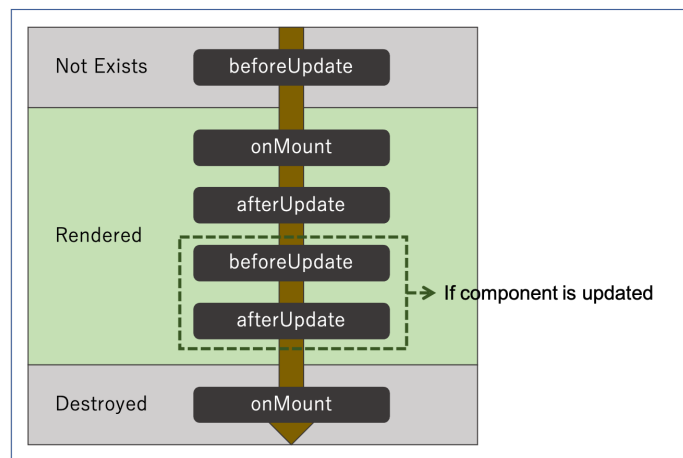 Not Exists
beforeUpdate
onMount
afterUpdate
Rendered
beforeUpdate
If component is updated
afterUpdate
Destroyed
onMount